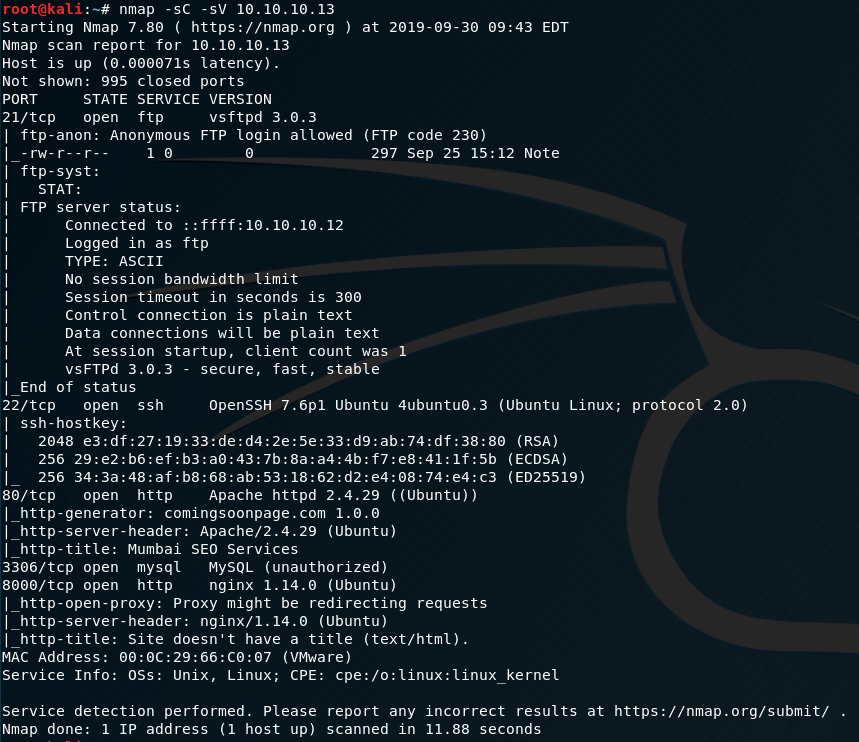 root@kali:~# nmap -sC -sV 10.10.10.13
Starting Nmap 7.80 ( https://nmap.org ) at 2019-09-30 09:43 EDT
Nmap scan report for 10.10.10.13
Host is up (0.000071s latency).
Not shown: 995 closed ports
PORT     STATE SERVICE VERSION
21/tcp   open  ftp     vsftpd 3.0.3
| ftp-anon: Anonymous FTP login allowed (FTP code 230)
|_-rw-r--r--    1 0        0             297 Sep 25 15:12 Note
| ftp-syst:
|   STAT:
| FTP server status:
|      Connected to ::ffff:10.10.10.12
|      Logged in as ftp
|      TYPE: ASCII
|      No session bandwidth limit
|      Session timeout in seconds is 300
|      Control connection is plain text
|      Data connections will be plain text
|      At session startup, client count was 1
|      vsFTPd 3.0.3 - secure, fast, stable
|_End of status
22/tcp   open  ssh     OpenSSH 7.6p1 Ubuntu 4ubuntu0.3 (Ubuntu Linux; protocol 2.0)
| ssh-hostkey:
|   2048 e3:df:27:19:33:de:d4:2e:5e:33:d9:ab:74:df:38:80 (RSA)
|   256 29:e2:b6:ef:b3:a0:43:7b:8a:a4:4b:f7:e8:41:1f:5b (ECDSA)
|_  256 34:3a:48:af:b8:68:ab:53:18:62:d2:e4:08:74:e4:c3 (ED25519)
80/tcp   open  http    Apache httpd 2.4.29 ((Ubuntu))
|_http-generator: comingsoonpage.com 1.0.0
|_http-server-header: Apache/2.4.29 (Ubuntu)
|_http-title: Mumbai SEO Services
3306/tcp open  mysql   MySQL (unauthorized)
8000/tcp open  http    nginx 1.14.0 (Ubuntu)
|_http-open-proxy: Proxy might be redirecting requests
|_http-server-header: nginx/1.14.0 (Ubuntu)
|_http-title: Site doesn't have a title (text/html).
MAC Address: 00:0C:29:66:C0:07 (VMware)
Service Info: OSs: Unix, Linux; CPE: cpe:/o:linux:linux_kernel

Service detection performed. Please report any incorrect results at https://nmap.org/submit/ .
Nmap done: 1 IP address (1 host up) scanned in 11.88 seconds